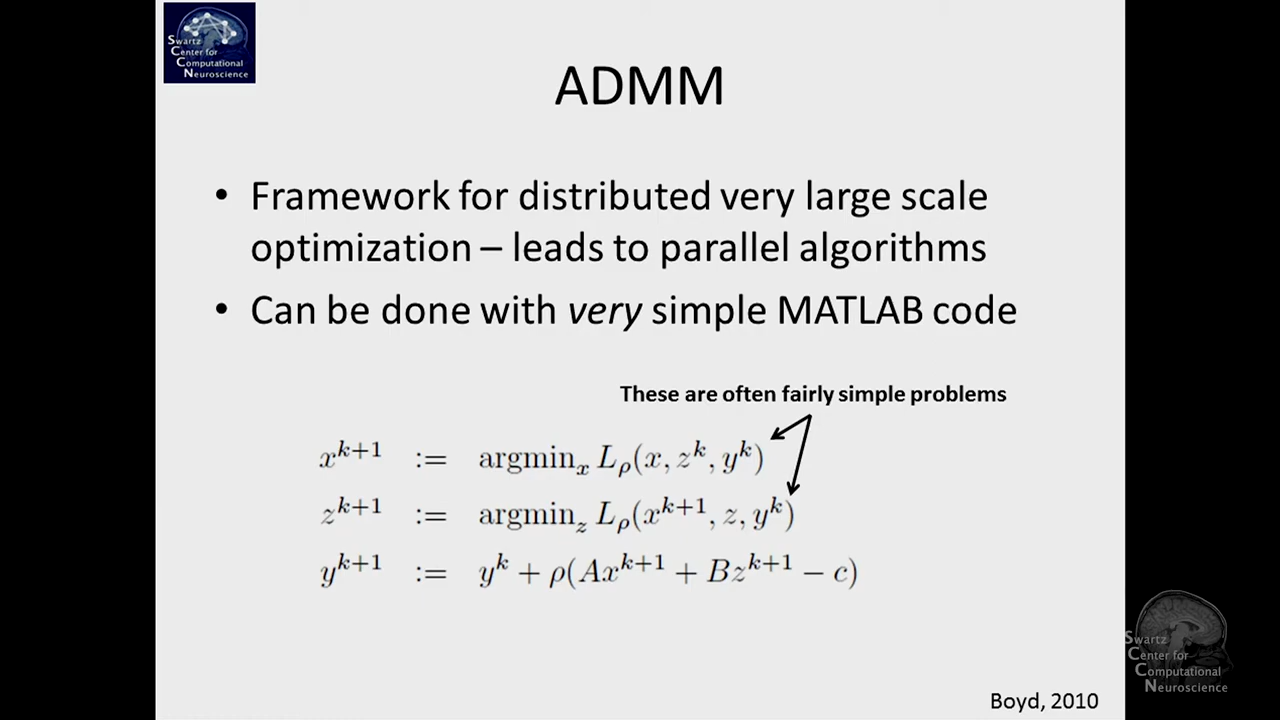 Swartz
Center for
Computational
Neuroscience
ADMM
• Framework for distributed very large scale
optimization – leads to parallel algorithms
• Can be done with very simple MATLAB code
These are often fairly simple problems
x^{k+1} := argmin_x L_ρ(x, z^k, y^k)
z^{k+1} := argmin_z L_ρ(x^{k+1}, z, y^k)
y^{k+1} := y^k + ρ(Ax^{k+1} + Bz^{k+1} − c)
Swartz
Center for
Computational
Neuroscience
Boyd, 2010